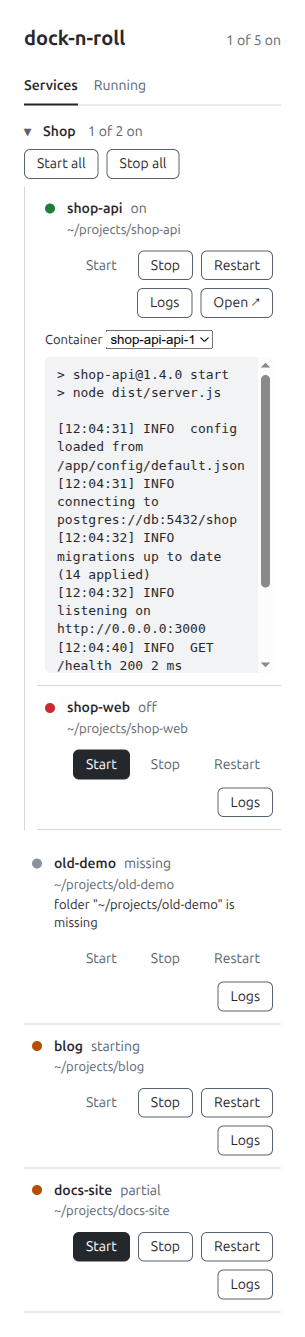 dock-n-roll
1 of 5 on
Services Running
▾ Shop 1 of 2 on
Start all Stop all
shop-api on
~/projects/shop-api
Start Stop Restart
Logs Open ↗
Container shop-api-api-1
> shop-api@1.4.0 start
> node dist/server.js
[12:04:31] INFO  config
loaded from
/app/config/default.json
[12:04:31] INFO
connecting to
postgres://db:5432/shop
[12:04:32] INFO
migrations up to date
(14 applied)
[12:04:32] INFO
listening on
http://0.0.0.0:3000
[12:04:40] INFO  GET
/health 200 2 ms
shop-web off
~/projects/shop-web
Start Stop Restart
Logs
old-demo missing
~/projects/old-demo
folder "~/projects/old-demo" is
missing
Start Stop Restart
Logs
blog starting
~/projects/blog
Start Stop Restart
Logs
docs-site partial
~/projects/docs-site
Start Stop Restart
Logs